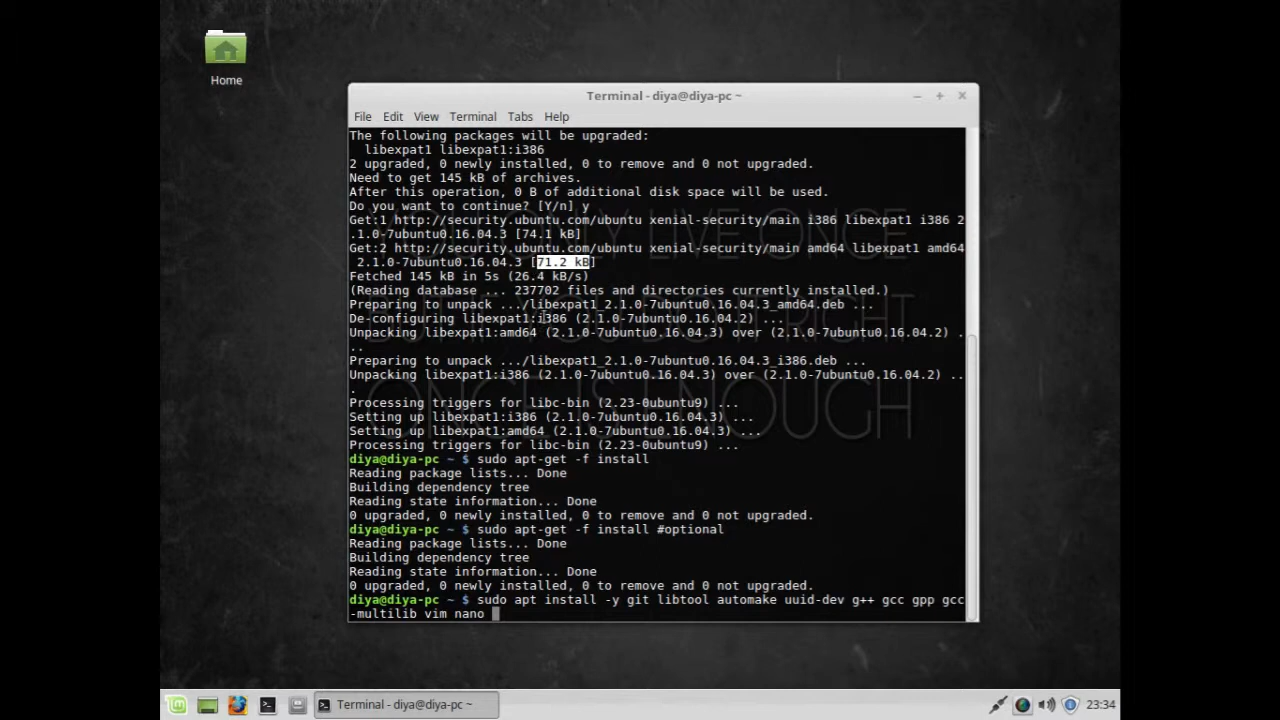 Home
Terminal - diya@diya-pc ~
File Edit View Terminal Tabs Help
The following packages will be upgraded:
libexpat1 libexpat1:i386
2 upgraded, 0 newly installed, 0 to remove and 0 not upgraded.
Need to get 145 kB of archives.
After this operation, 0 B of additional disk space will be used.
Do you want to continue? [Y/n] y
Get:1 http://security.ubuntu.com/ubuntu xenial-security/main i386 libexpat1 i386 2
.1.0-7ubuntu0.16.04.3 [74.1 kB]
Get:2 http://security.ubuntu.com/ubuntu xenial-security/main amd64 libexpat1 amd64
2.1.0-7ubuntu0.16.04.3 [71.2 kB]
Fetched 145 kB in 5s (26.4 kB/s)
(Reading database ... 237702 files and directories currently installed.)
Preparing to unpack .../libexpat1_2.1.0-7ubuntu0.16.04.3_amd64.deb ...
De-configuring libexpat1:i386 (2.1.0-7ubuntu0.16.04.2) ...
Unpacking libexpat1:amd64 (2.1.0-7ubuntu0.16.04.3) over (2.1.0-7ubuntu0.16.04.2) .
..
Preparing to unpack .../libexpat1_2.1.0-7ubuntu0.16.04.3_i386.deb ...
Unpacking libexpat1:i386 (2.1.0-7ubuntu0.16.04.3) over (2.1.0-7ubuntu0.16.04.2) ..
.
Processing triggers for libc-bin (2.23-0ubuntu9) ...
Setting up libexpat1:i386 (2.1.0-7ubuntu0.16.04.3) ...
Setting up libexpat1:amd64 (2.1.0-7ubuntu0.16.04.3) ...
Processing triggers for libc-bin (2.23-0ubuntu9) ...
diya@diya-pc ~ $ sudo apt-get -f install
Reading package lists... Done
Building dependency tree
Reading state information... Done
0 upgraded, 0 newly installed, 0 to remove and 0 not upgraded.
diya@diya-pc ~ $ sudo apt-get -f install #optional
Reading package lists... Done
Building dependency tree
Reading state information... Done
0 upgraded, 0 newly installed, 0 to remove and 0 not upgraded.
diya@diya-pc ~ $ sudo apt install -y git libtool automake uuid-dev g++ gcc gpp gcc
-multilib vim nano
ONLY LIVE ONCE
RIGHT
ONCE IS ENOUGH
Terminal - diya@diya-pc ~
23:34